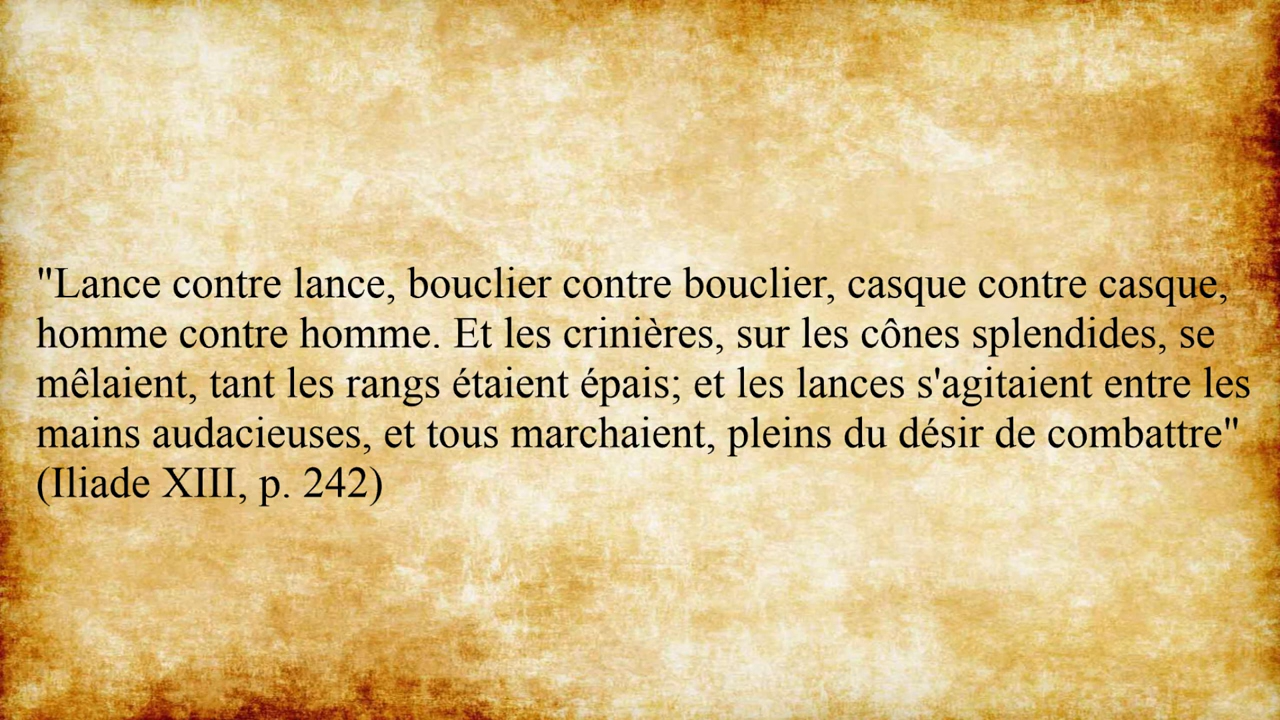 "Lance contre lance, bouclier contre bouclier, casque contre casque,
homme contre homme. Et les crinières, sur les cônes splendides, se
mêlaient, tant les rangs étaient épais; et les lances s'agitaient entre les
mains audacieuses, et tous marchaient, pleins du désir de combattre"
(Iliade XIII, p. 242)